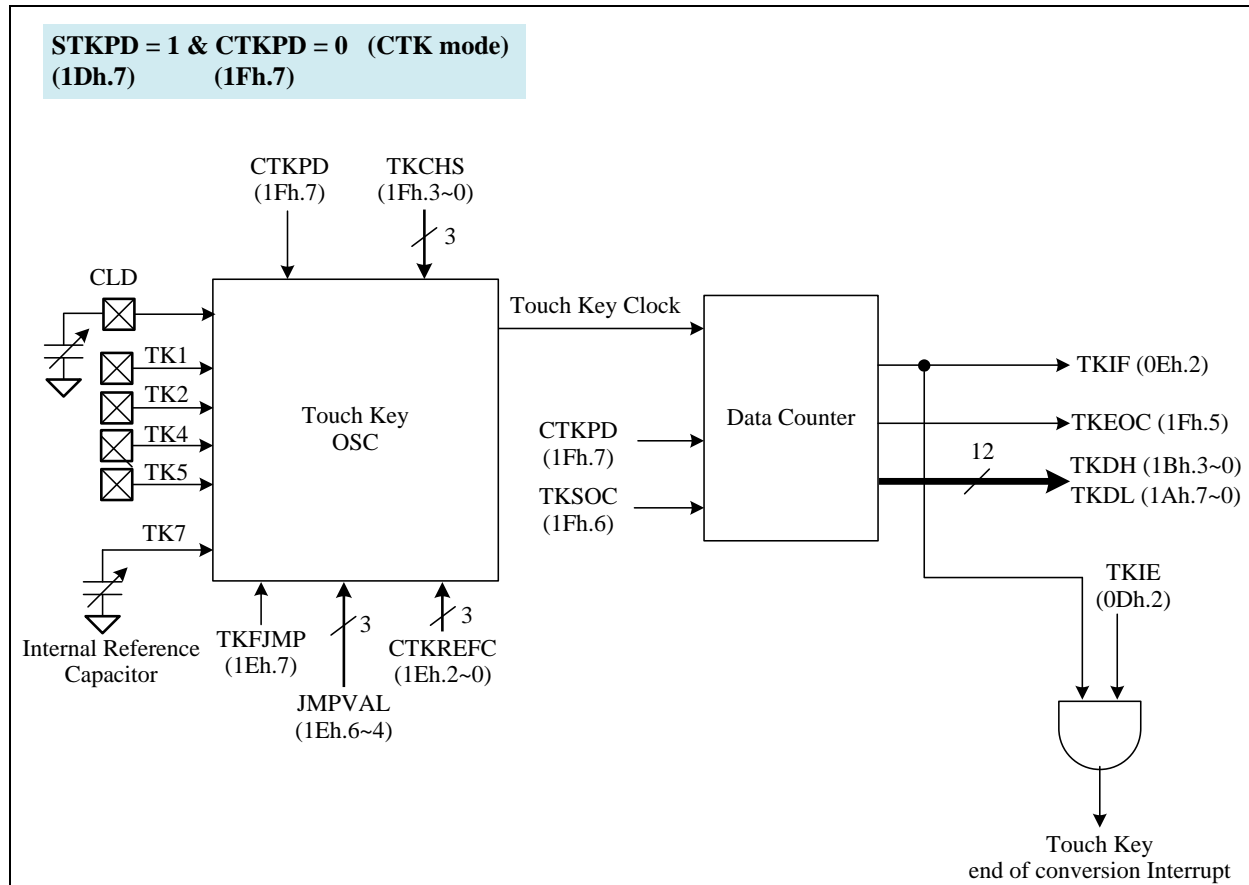 STKPD = 1 & CTKPD = 0 (CTK mode)
(1Dh.7) (1Fh.7)
CTKPD
(1Fh.7)
TKCHS
(1Fh.3~0)
3
CLD
TK1
TK2
TK4
TK5
TK7
Internal Reference
Capacitor
Touch Key
OSC
TKFJMP
(1Eh.7)
3
JMPVAL
(1Eh.6~4)
3
CTKREFC
(1Eh.2~0)
Touch Key Clock
CTKPD
(1Fh.7)
TKSOC
(1Fh.6)
Data Counter
TKIF (0Eh.2)
TKEOC (1Fh.5)
12
TKDH (1Bh.3~0)
TKDL (1Ah.7~0)
TKIE
(0Dh.2)
Touch Key
end of conversion Interrupt